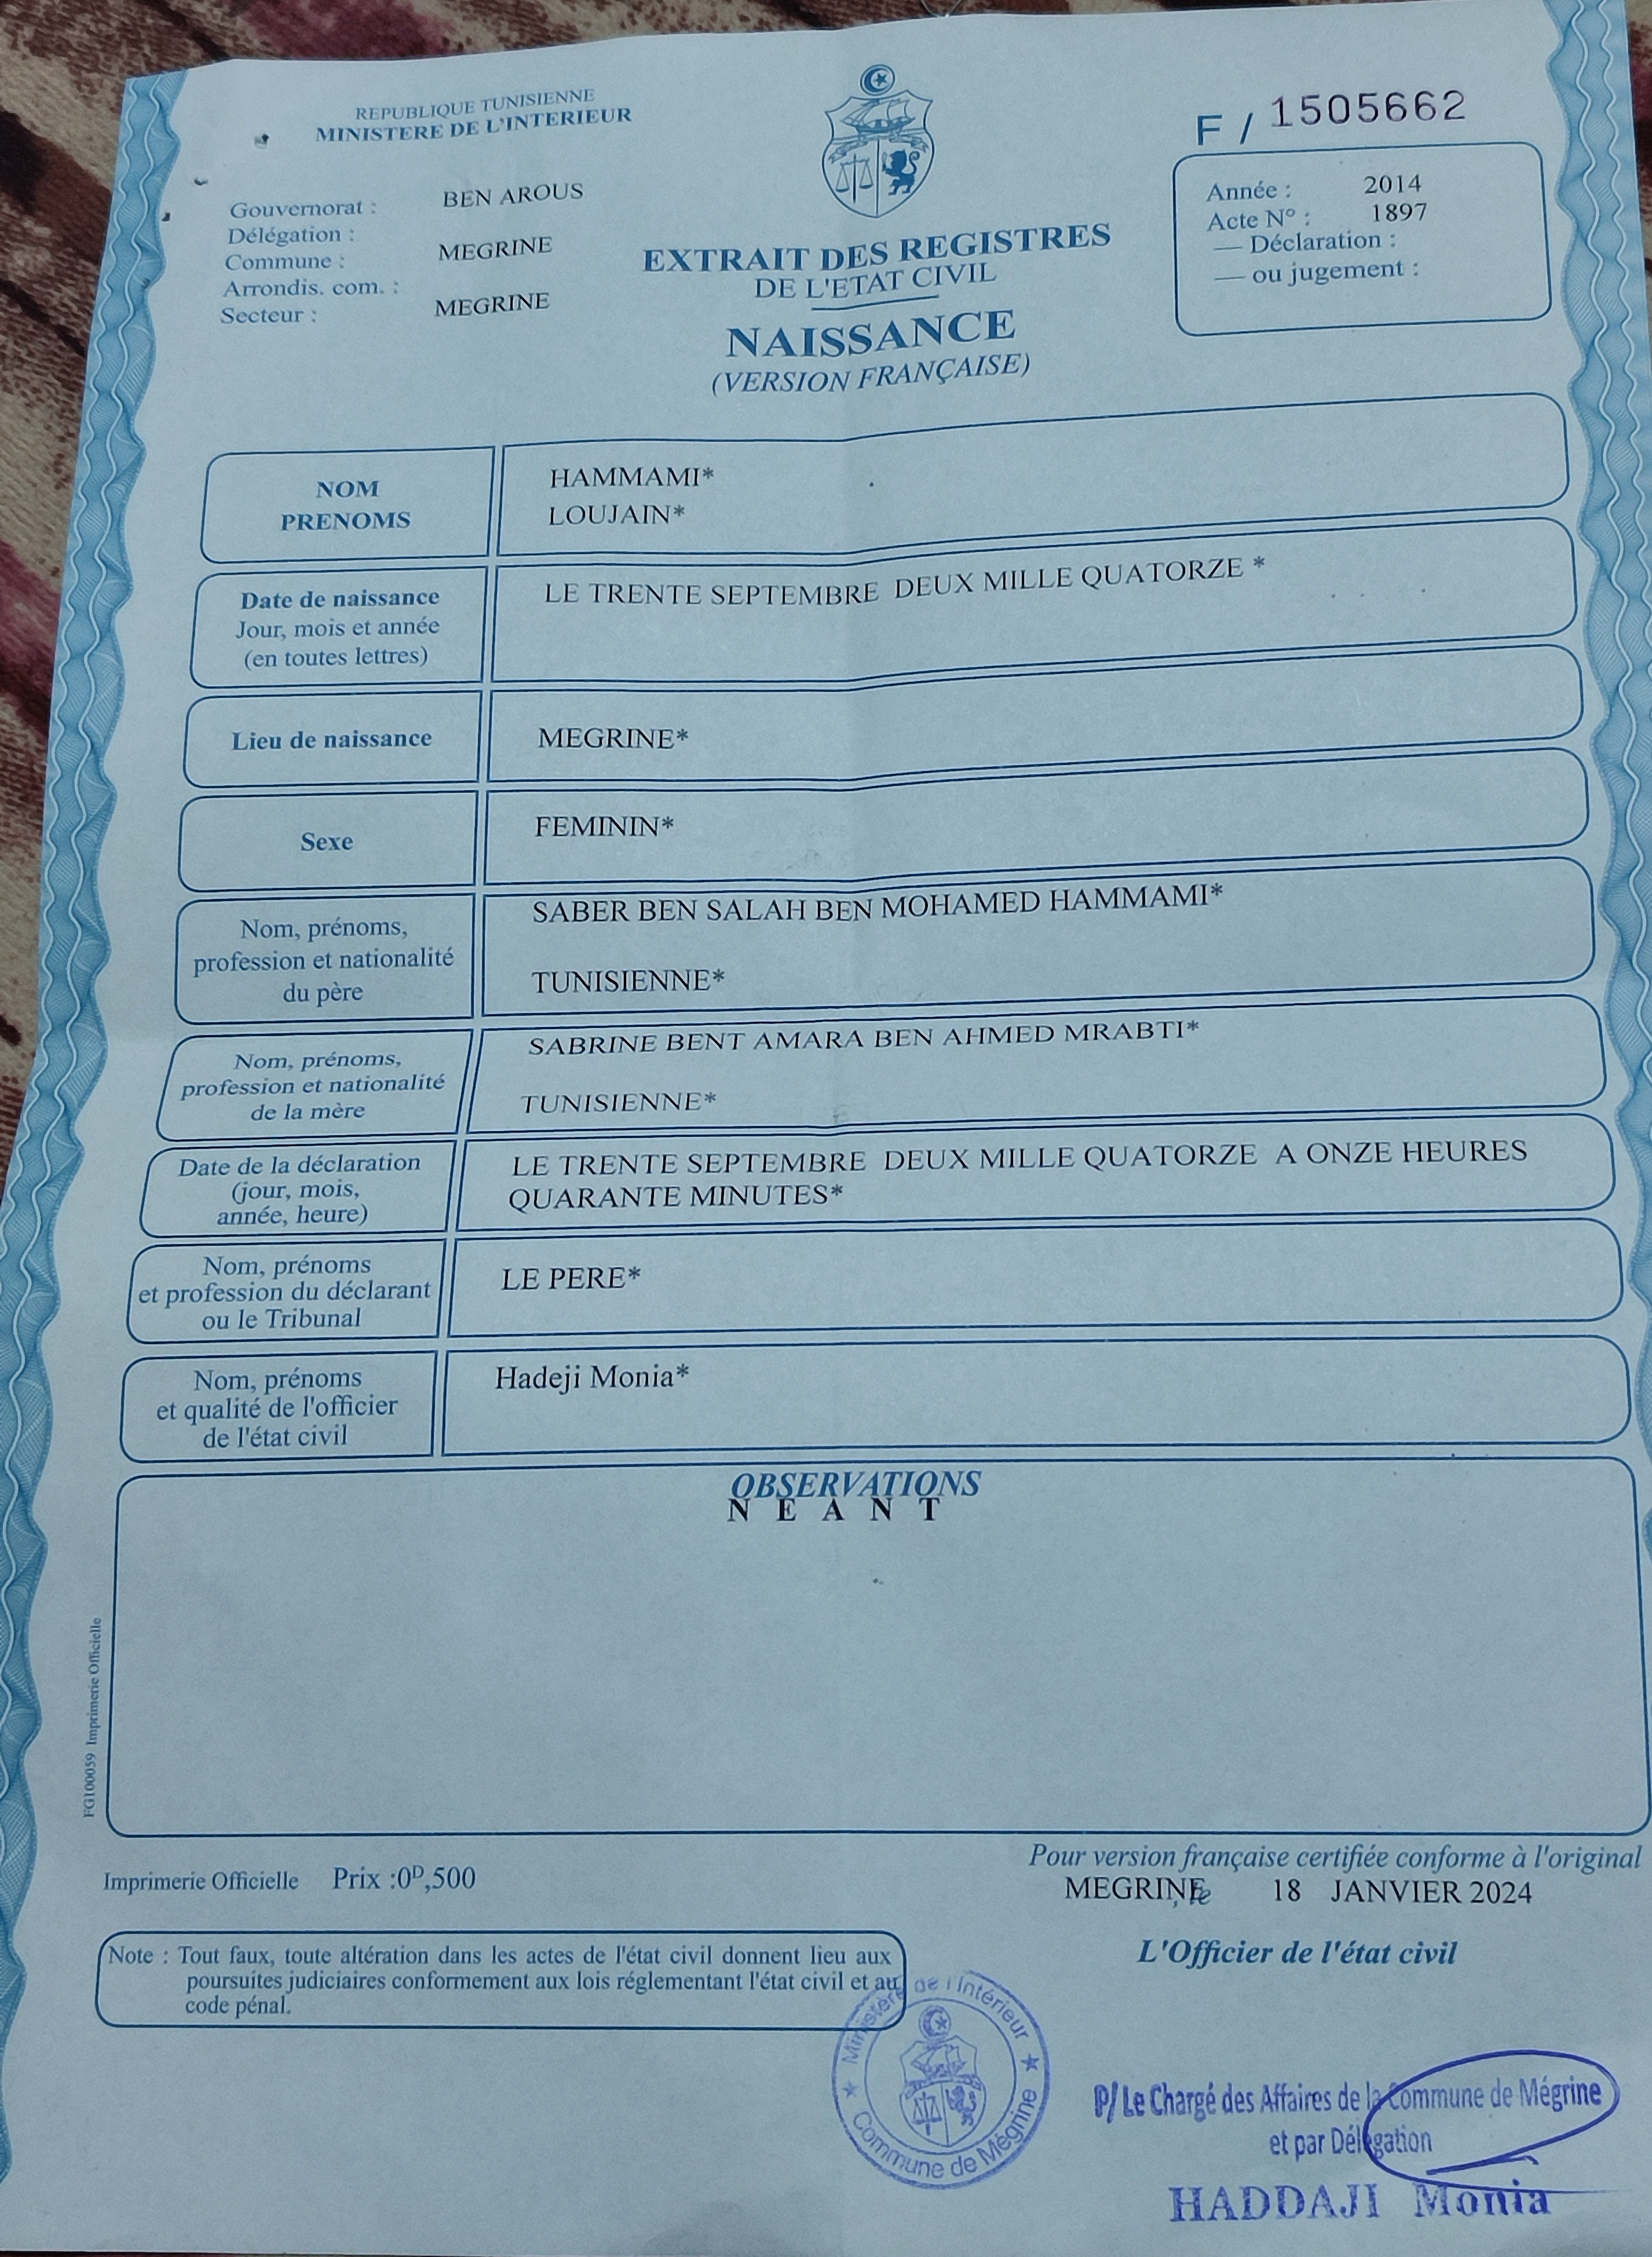 REPUBLIQUE TUNISIENNE
MINISTERE DE L'INTERIEUR
F / 1505662
Gouvernorat : BEN AROUS
Délégation :
Commune : MEGRINE
Arrondis. com. :
Secteur : MEGRINE
EXTRAIT DES REGISTRES
DE L'ETAT CIVIL
NAISSANCE
(VERSION FRANÇAISE)
Année : 2014
Acte N° : 1897
— Déclaration :
— ou jugement :
NOM
PRENOMS
HAMMAMI*
LOUJAIN*
Date de naissance
Jour, mois et année
(en toutes lettres)
LE TRENTE SEPTEMBRE DEUX MILLE QUATORZE *
Lieu de naissance
MEGRINE*
Sexe
FEMININ*
Nom, prénoms,
profession et nationalité
du père
SABER BEN SALAH BEN MOHAMED HAMMAMI*
TUNISIENNE*
Nom, prénoms,
profession et nationalité
de la mère
SABRINE BENT AMARA BEN AHMED MRABTI*
TUNISIENNE*
Date de la déclaration
(jour, mois,
année, heure)
LE TRENTE SEPTEMBRE DEUX MILLE QUATORZE A ONZE HEURES
QUARANTE MINUTES*
Nom, prénoms
et profession du déclarant
ou le Tribunal
LE PERE*
Nom, prénoms
et qualité de l'officier
de l'état civil
Hadeji Monia*
OBSERVATIONS
N E A N T
FG100059 Imprimerie Officielle
Imprimerie Officielle Prix :0D,500
Pour version française certifiée conforme à l'original
MEGRINE, le 18 JANVIER 2024
L'Officier de l'état civil
Note : Tout faux, toute altération dans les actes de l'état civil donnent lieu aux
poursuites judiciaires conformement aux lois réglementant l'état civil et au
code pénal.
Ministère de l'Intérieur
Commune de Mégrine
P/ Le Chargé des Affaires de la Commune de Mégrine
et par Délégation
HADDAJI Monia